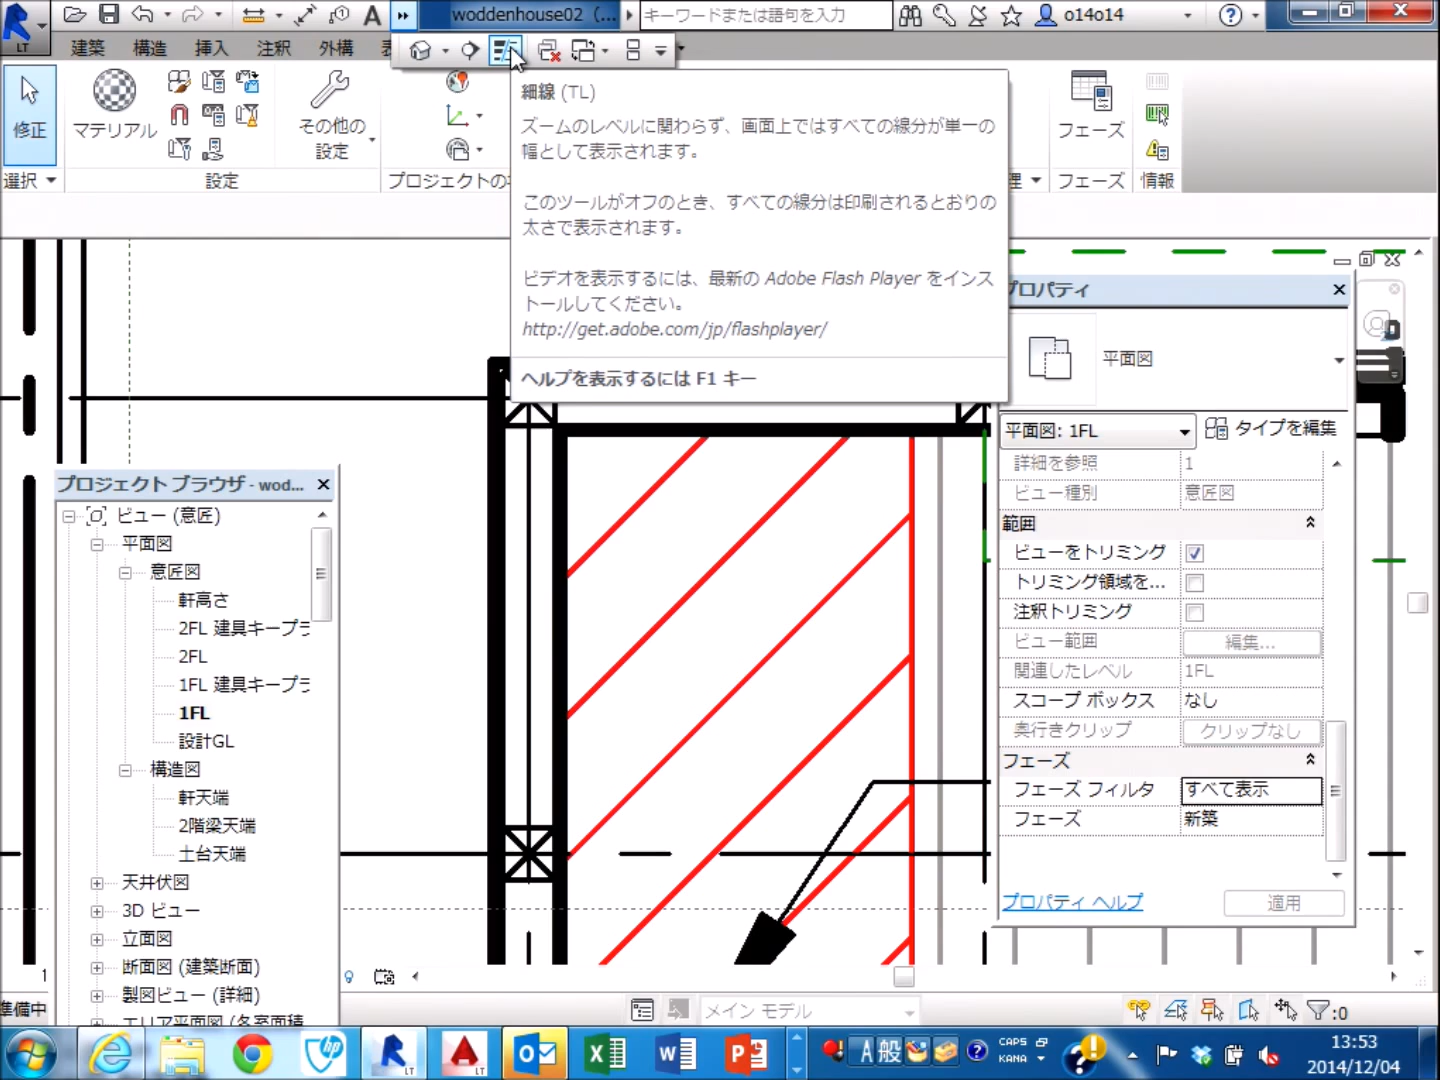 woddenhouse02 (...
キーワードまたは語句を入力
o14o14
LT
建築
構造
挿入
注釈
外構
修正
マテリアル
その他の
設定
フェーズ
選択
設定
プロジェクトの
理
フェーズ
情報
細線 (TL)
ズームのレベルに関わらず、画面上ではすべての線分が単一の
幅として表示されます。
このツールがオフのとき、すべての線分は印刷されるとおりの
太さで表示されます。
ビデオを表示するには、最新の Adobe Flash Player をインス
トールしてください。
http://get.adobe.com/jp/flashplayer/
ヘルプを表示するには F1 キー
プロパティ
平面図
平面図: 1FL
タイプを編集
詳細を参照 1
ビュー種別 意匠図
範囲
ビューをトリミング
トリミング領域を...
注釈トリミング
ビュー範囲 編集...
関連したレベル 1FL
スコープ ボックス なし
奥行きクリップ クリップなし
フェーズ
フェーズ フィルタ すべて表示
フェーズ 新築
プロパティ ヘルプ
適用
プロジェクト ブラウザ - wod...
ビュー (意匠)
平面図
意匠図
軒高さ
2FL 建具キープラ
2FL
1FL 建具キープラ
1FL
設計GL
構造図
軒天端
2階梁天端
土台天端
天井伏図
3D ビュー
立面図
断面図 (建築断面)
製図ビュー (詳細)
エリア平面図 (各室面積
1
準備中
メイン モデル
:0
LT
LT
A 般
CAPS
KANA
13:53
2014/12/04